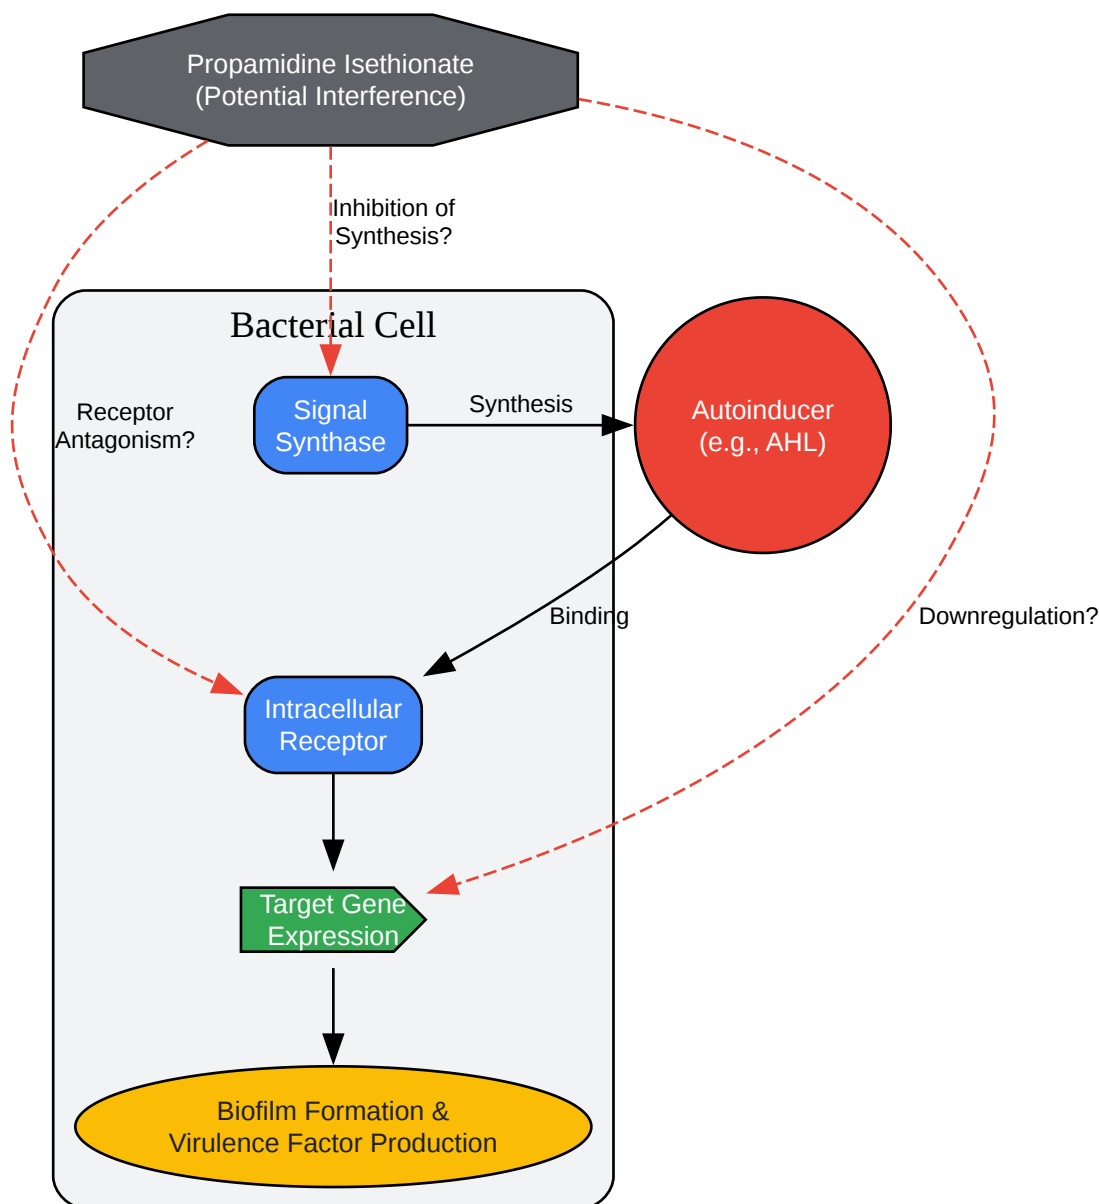 Propamidine Isethionate
(Potential Interference)
Inhibition of
Synthesis?
Bacterial Cell
Receptor
Antagonism?
Signal
Synthase
Synthesis
Autoinducer
(e.g., AHL)
Binding
Downregulation?
Intracellular
Receptor
Target Gene
Expression
Biofilm Formation &
Virulence Factor Production